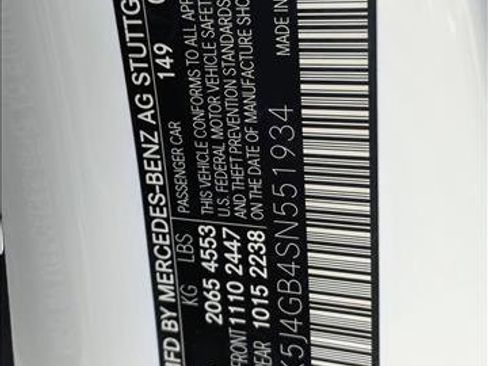 MFD BY MERCEDES-BENZ AG STUTTG
149
KG LBS PASSENGER CAR
2065 4553 THIS VEHICLE CONFORMS TO ALL APP
U.S. FEDERAL MOTOR VEHICLE SAFETY
FRONT 1110 2447 AND THEFT PREVENTION STANDARDS
REAR 1015 2238 ON THE DATE OF MANUFACTURE SHO
5J4GB4SN551934 MADE IN